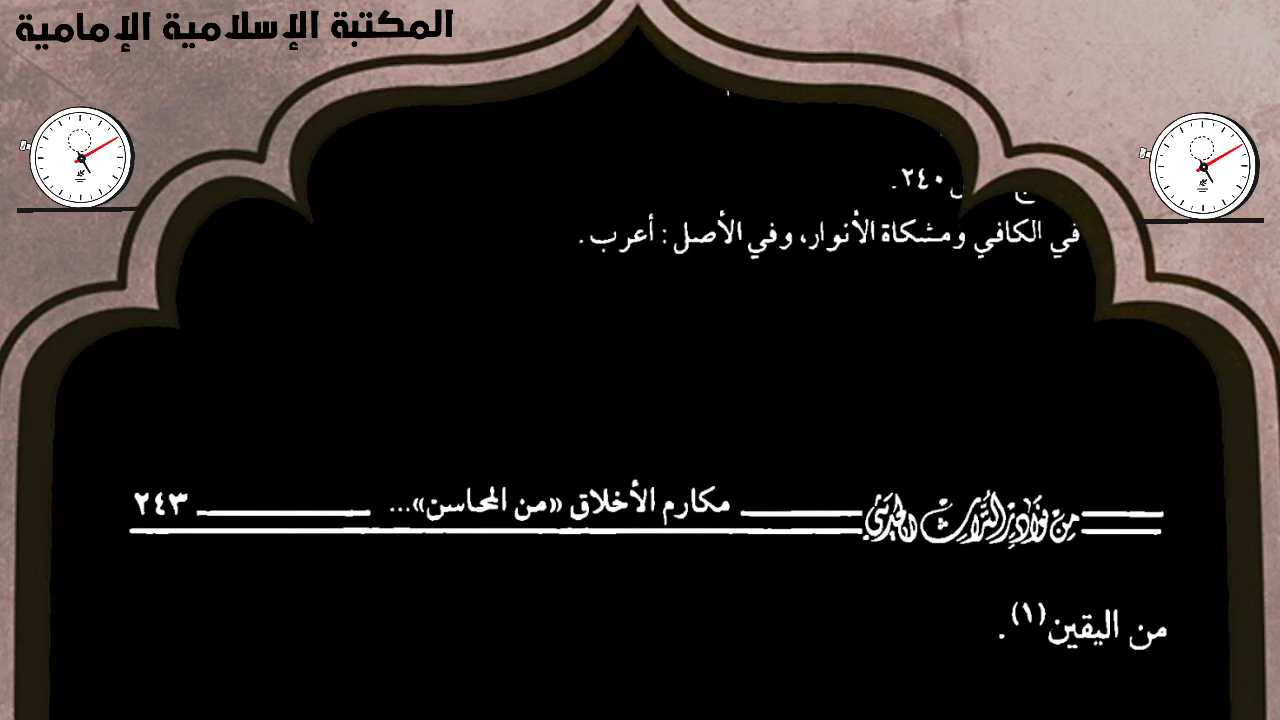 المكتبة الإسلامية الإمامية
٢٤٠.
في الكافي ومشكاة الأنوار، وفي الأصل: أعرب.
من نوادر التراث الحديثي مكارم الأخلاق «من المحاسن»... ٢٤٣
من اليقين(١).